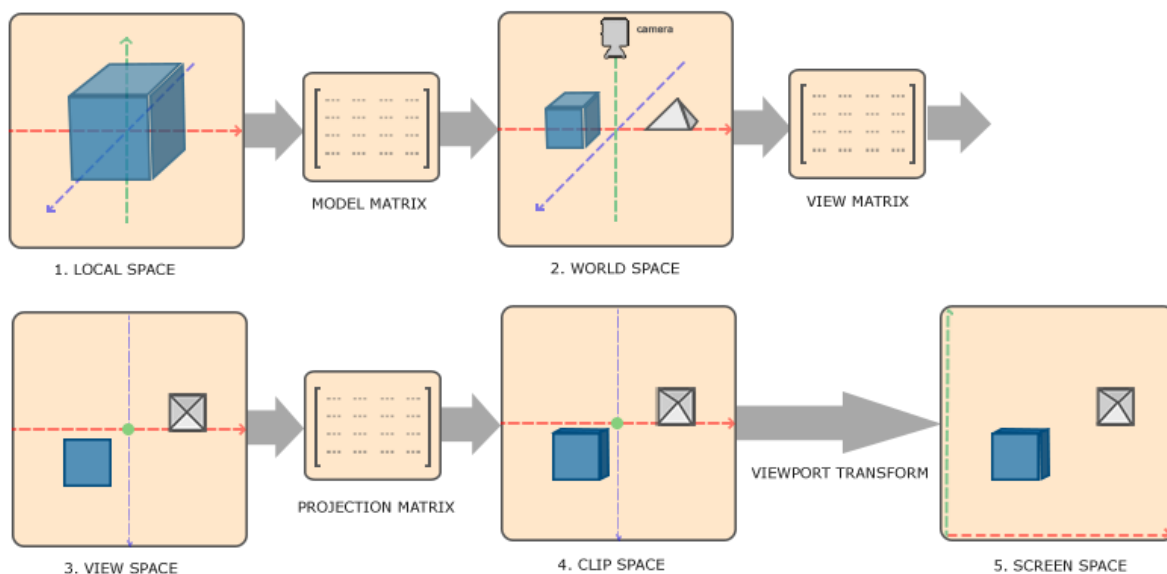 camera
MODEL MATRIX
VIEW MATRIX
1. LOCAL SPACE
2. WORLD SPACE
PROJECTION MATRIX
VIEWPORT TRANSFORM
3. VIEW SPACE
4. CLIP SPACE
5. SCREEN SPACE